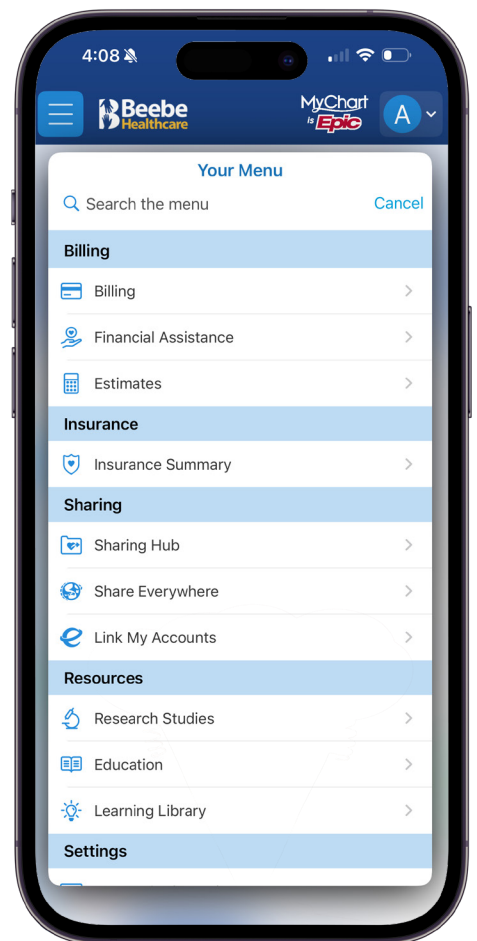 4:08
Beebe
Healthcare
MyChart
is Epic
A
Your Menu
Search the menu
Cancel
Billing
Billing
Financial Assistance
Estimates
Insurance
Insurance Summary
Sharing
Sharing Hub
Share Everywhere
Link My Accounts
Resources
Research Studies
Education
Learning Library
Settings